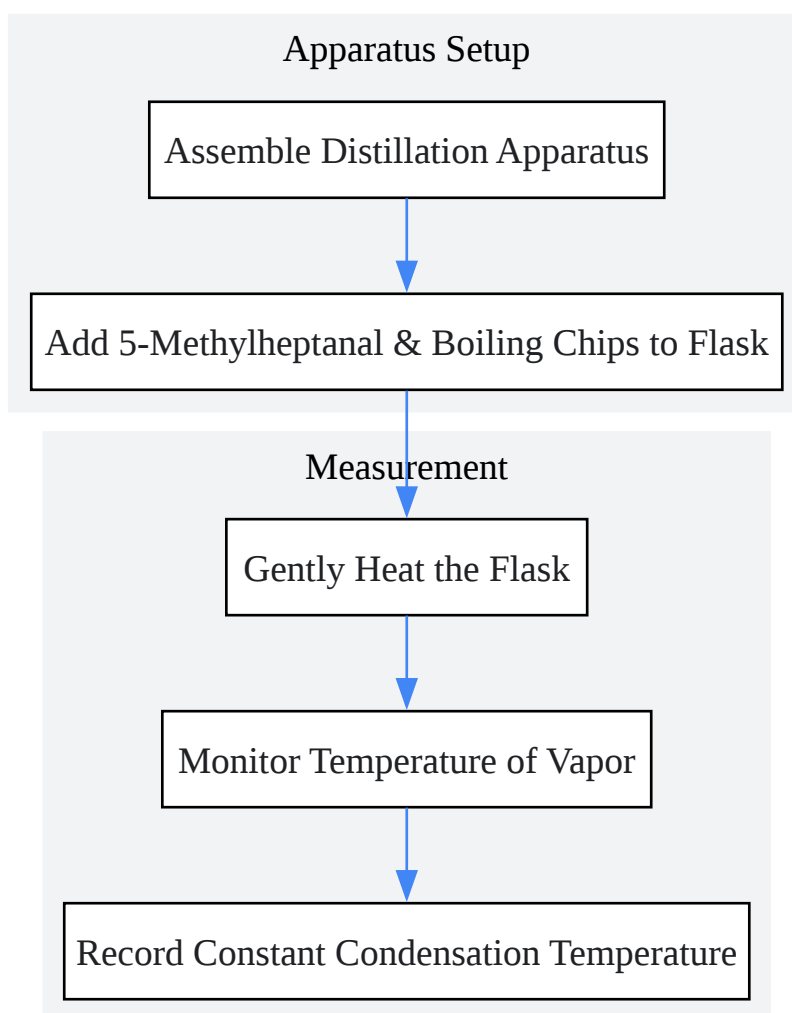 Apparatus Setup
Assemble Distillation Apparatus
Add 5-Methylheptanal & Boiling Chips to Flask
Measurement
Gently Heat the Flask
Monitor Temperature of Vapor
Record Constant Condensation Temperature